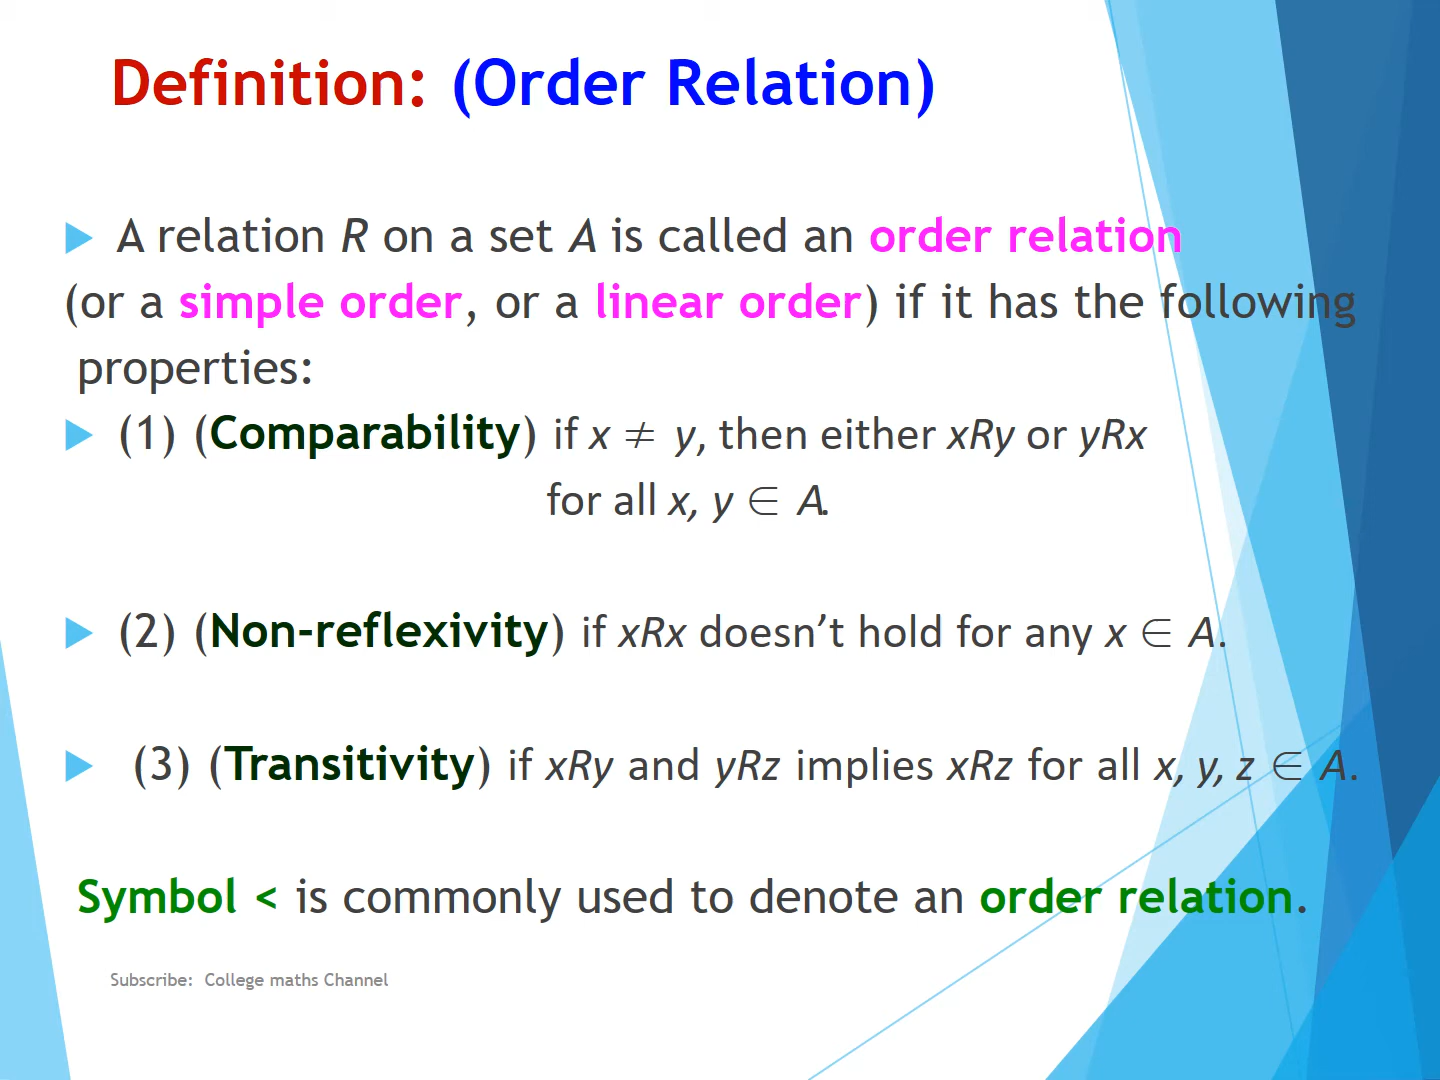 Definition: (Order Relation)
A relation R on a set A is called an order relation
(or a simple order, or a linear order) if it has the following
properties:
(1) (Comparability) if x ≠ y, then either xRy or yRx
for all x, y ∈ A.
(2) (Non-reflexivity) if xRx doesn’t hold for any x ∈ A.
(3) (Transitivity) if xRy and yRz implies xRz for all x, y, z ∈ A.
Symbol < is commonly used to denote an order relation.
Subscribe: College maths Channel